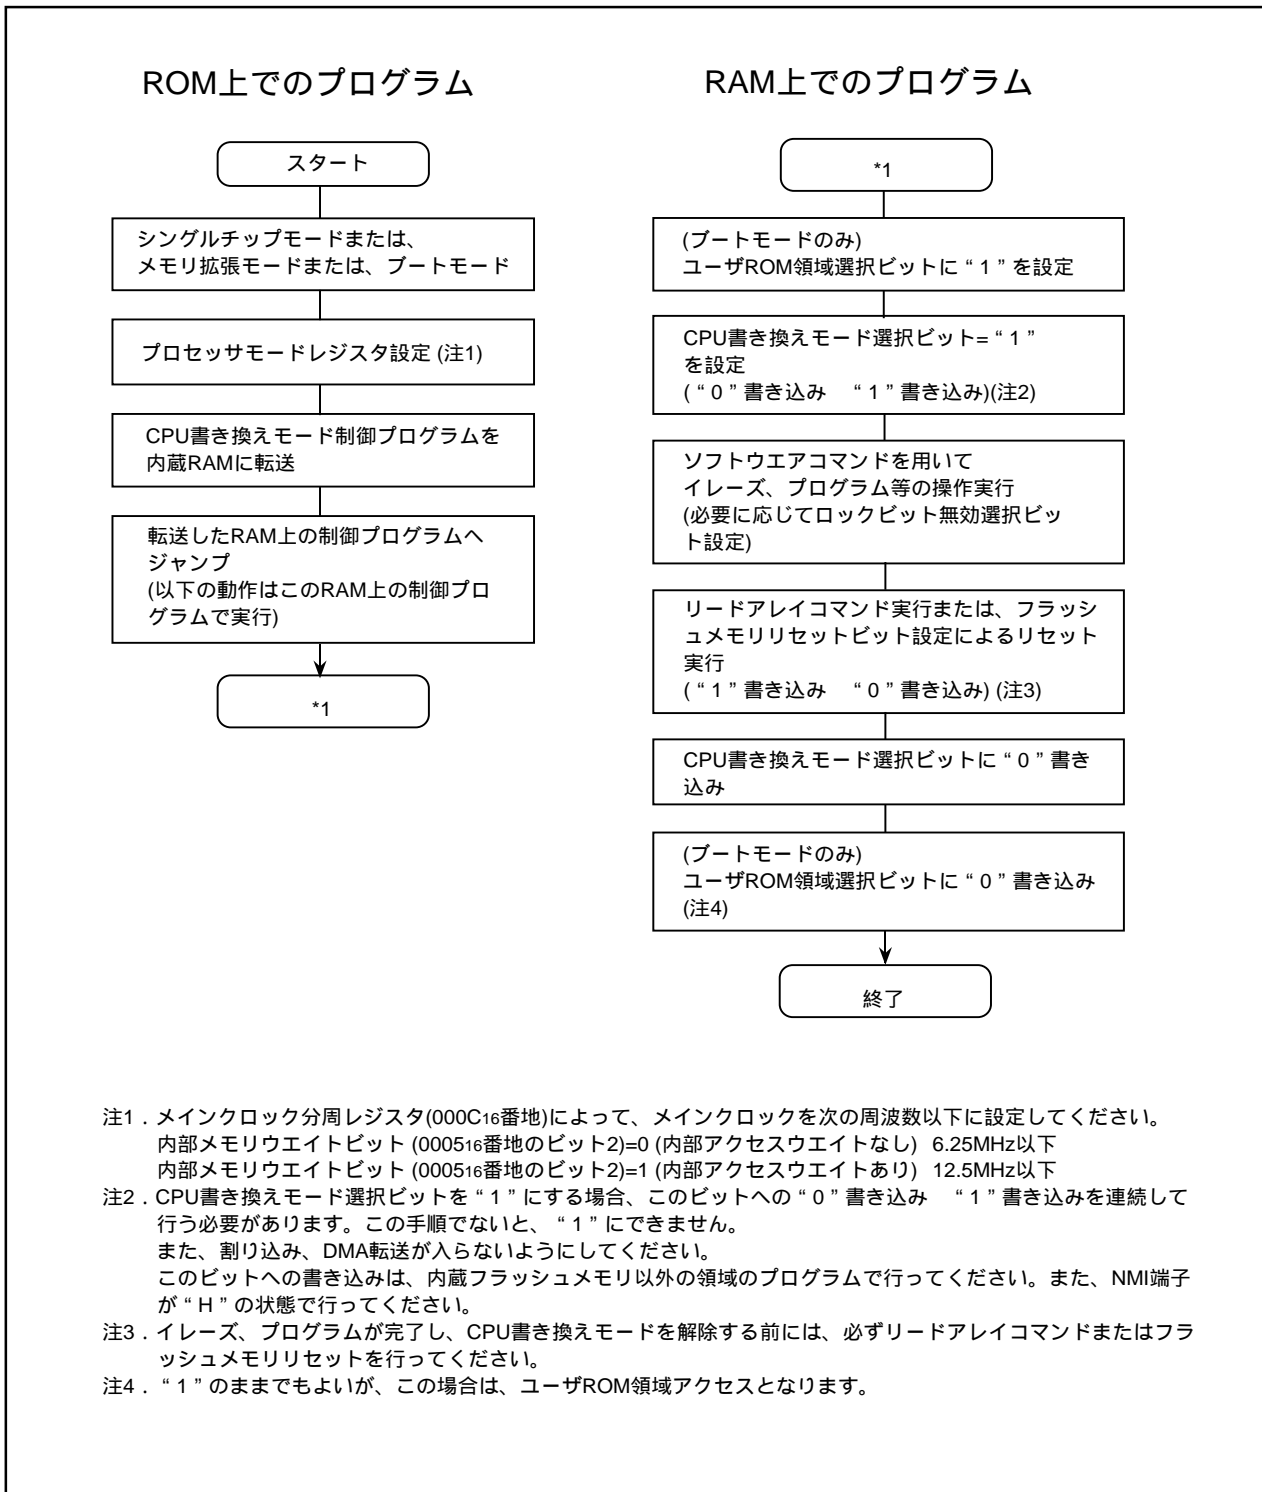 ROM上でのプログラム
スタート
シングルチップモードまたは、
メモリ拡張モードまたは、ブートモード
プロセッサモードレジスタ設定 (注1)
CPU書き換えモード制御プログラムを
内蔵RAMに転送
転送したRAM上の制御プログラムへ
ジャンプ
(以下の動作はこのRAM上の制御プロ
グラムで実行)
*1
RAM上でのプログラム
*1
(ブートモードのみ)
ユーザROM領域選択ビットに “ 1 ” を設定
CPU書き換えモード選択ビット= “ 1 ”
を設定
( “ 0 ” 書き込み　 “ 1 ” 書き込み)(注2)
ソフトウエアコマンドを用いて
イレーズ、プログラム等の操作実行
(必要に応じてロックビット無効選択ビッ
ト設定)
リードアレイコマンド実行または、フラッシ
ュメモリリセットビット設定によるリセット
実行
( “ 1 ” 書き込み　 “ 0 ” 書き込み) (注3)
CPU書き換えモード選択ビットに “ 0 ” 書き
込み
(ブートモードのみ)
ユーザROM領域選択ビットに “ 0 ” 書き込み
(注4)
終了
注1．メインクロック分周レジスタ(000C16番地)によって、メインクロックを次の周波数以下に設定してください。
内部メモリウエイトビット (000516番地のビット2)=0 (内部アクセスウエイトなし) 6.25MHz以下
内部メモリウエイトビット (000516番地のビット2)=1 (内部アクセスウエイトあり) 12.5MHz以下
注2．CPU書き換えモード選択ビットを “ 1 ” にする場合、このビットへの “ 0 ” 書き込み　 “ 1 ” 書き込みを連続して
行う必要があります。この手順でないと、 “ 1 ” にできません。
また、割り込み、DMA転送が入らないようにしてください。
このビットへの書き込みは、内蔵フラッシュメモリ以外の領域のプログラムで行ってください。また、NMI端子
が “ H ” の状態で行ってください。
注3．イレーズ、プログラムが完了し、CPU書き換えモードを解除する前には、必ずリードアレイコマンドまたはフラ
ッシュメモリリセットを行ってください。
注4． “ 1 ” のままでもよいが、この場合は、ユーザROM領域アクセスとなります。